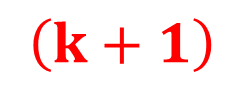 (k + 1)